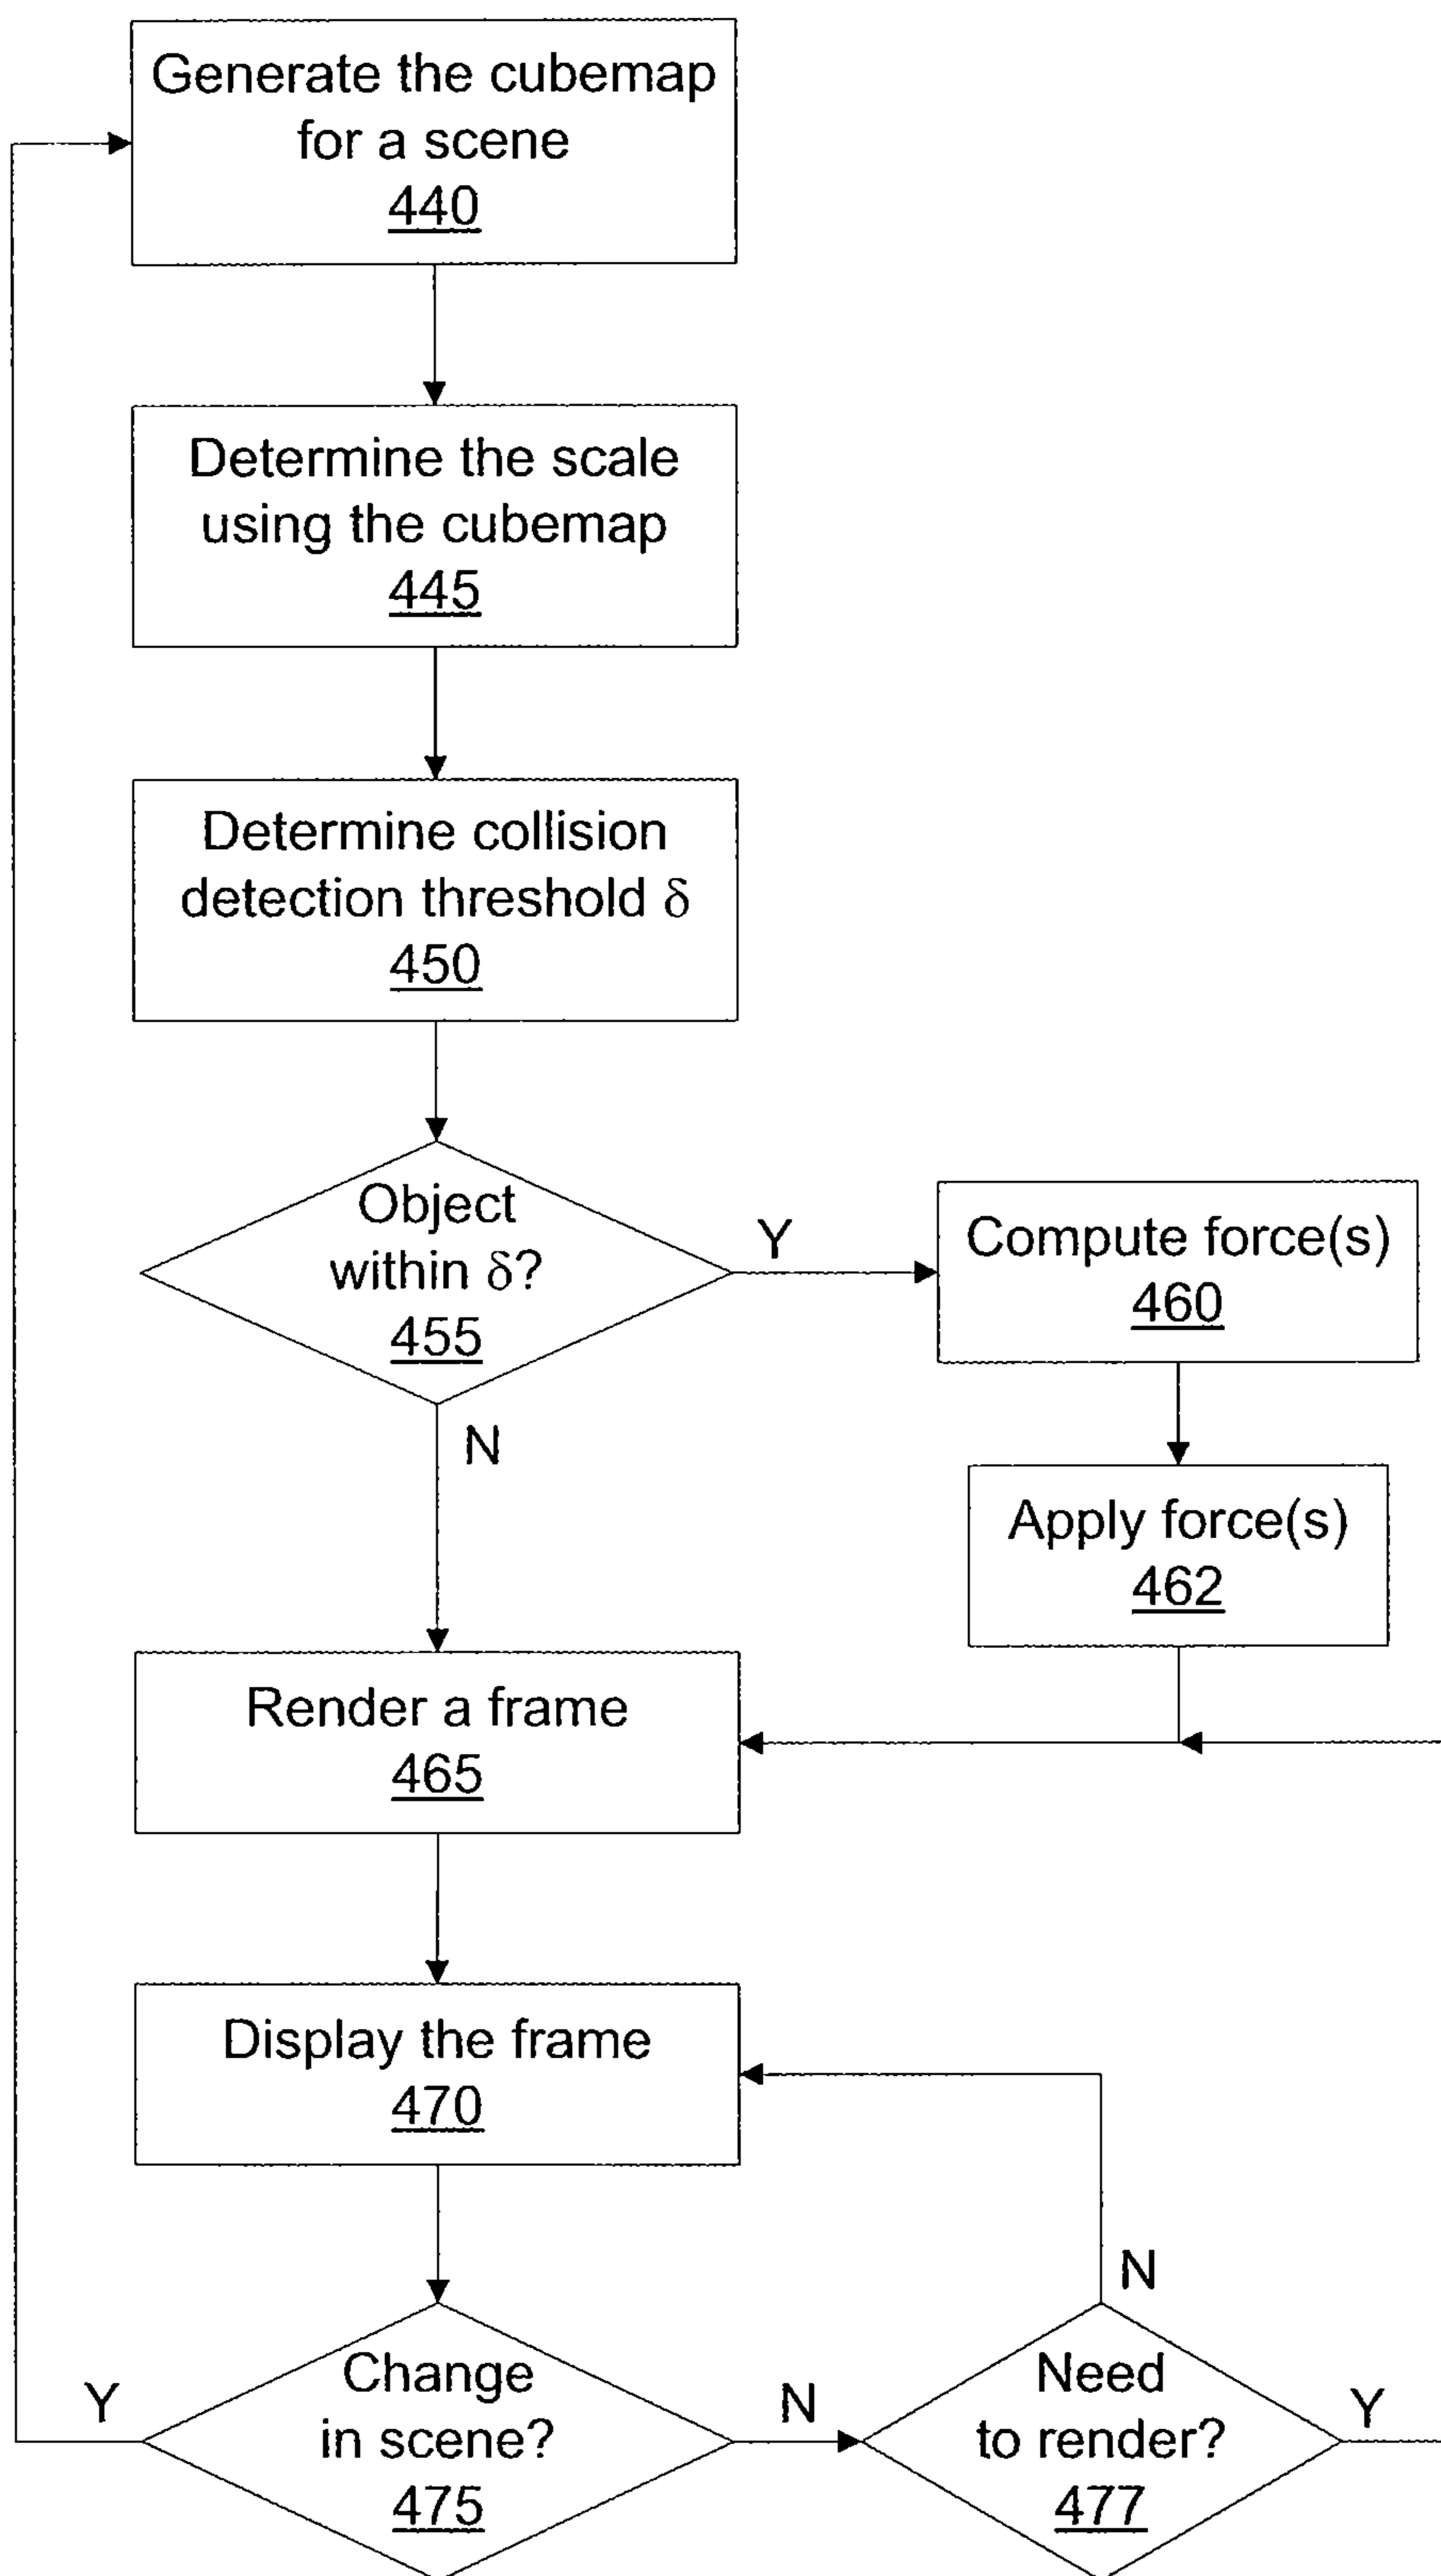 Generate the cubemap
for a scene
440
Determine the scale
using the cubemap
445
Determine collision
detection threshold δ
450
Object
within δ?
455
Y
N
Compute force(s)
460
Apply force(s)
462
Render a frame
465
Display the frame
470
Change
in scene?
475
Y
N
Need
to render?
477
N
Y